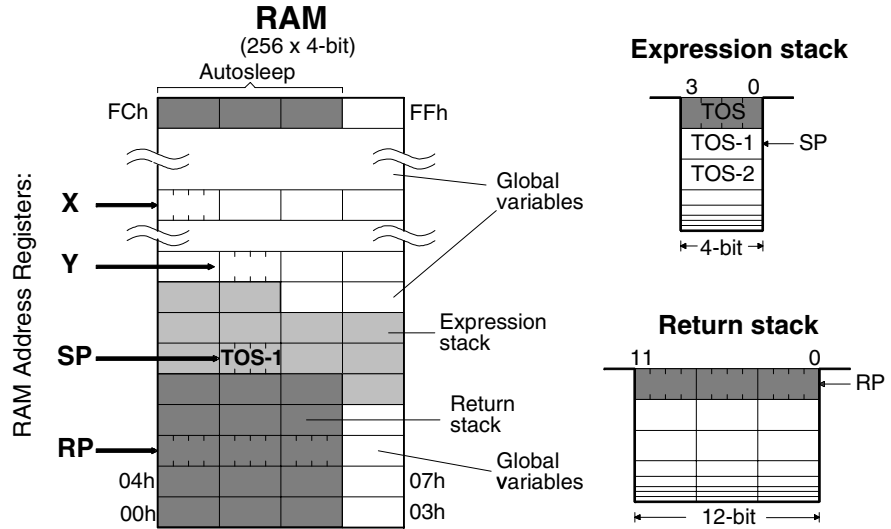 RAM
(256 x 4-bit)
Autosleep
FCh
FFh
RAM Address Registers:
X
Y
SP
TOS-1
RP
04h
00h
07h
03h
Global
variables
Expression
stack
Return
stack
Global
variables
Expression stack
3 0
TOS
TOS-1
SP
TOS-2
4-bit
Return stack
11 0
RP
12-bit